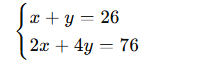 x + y = 26
2x + 4y = 76